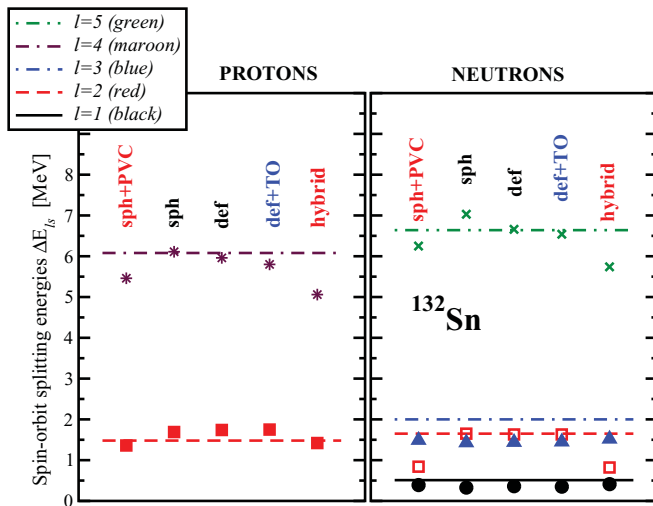 l=5 (green)
l=4 (maroon)
l=3 (blue)
l=2 (red)
l=1 (black)
PROTONS
NEUTRONS
Spin-orbit splitting energies ΔE_ls [MeV]
9
8
7
6
5
4
3
2
1
0
sph+PVC
sph
def
def+TO
hybrid
sph+PVC
sph
def
def+TO
hybrid
¹³²Sn